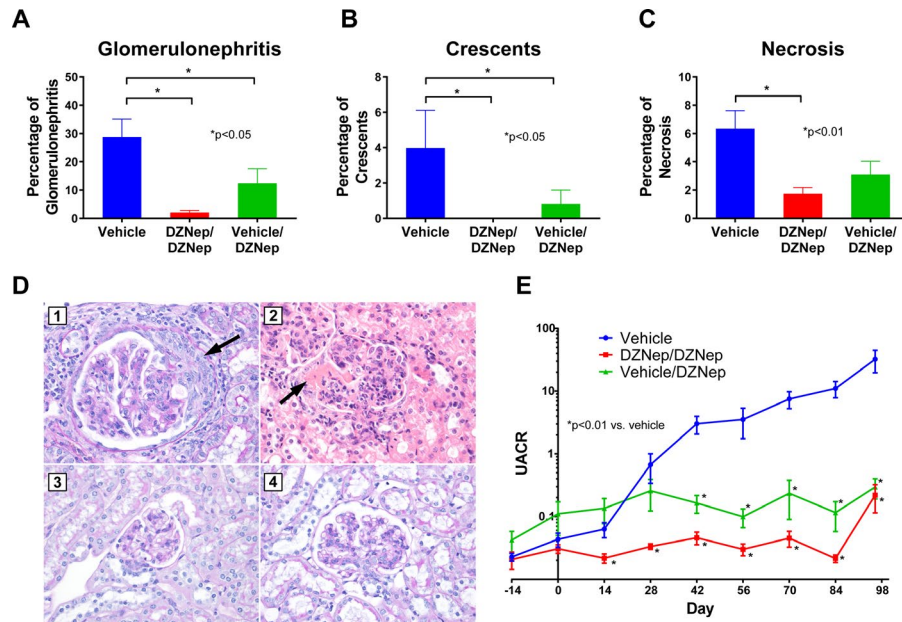 A
Glomerulonephritis
Percentage of
Glomerulonephritis
50
40
30
20
10
0
*
*
*p<0.05
Vehicle
DZNep/
DZNep
Vehicle/
DZNep
B
Crescents
Percentage of
Crescents
8
6
4
2
0
*
*
*p<0.05
Vehicle
DZNep/
DZNep
Vehicle/
DZNep
C
Necrosis
Percentage of
Necrosis
10
8
6
4
2
0
*
*p<0.01
Vehicle
DZNep/
DZNep
Vehicle/
DZNep
D
1
2
3
4
E
UACR
100
10
1
0.1
Vehicle
DZNep/DZNep
Vehicle/DZNep
*p<0.01 vs. vehicle
* * * * *
* * * * * * *
-14 0 14 28 42 56 70 84 98
Day